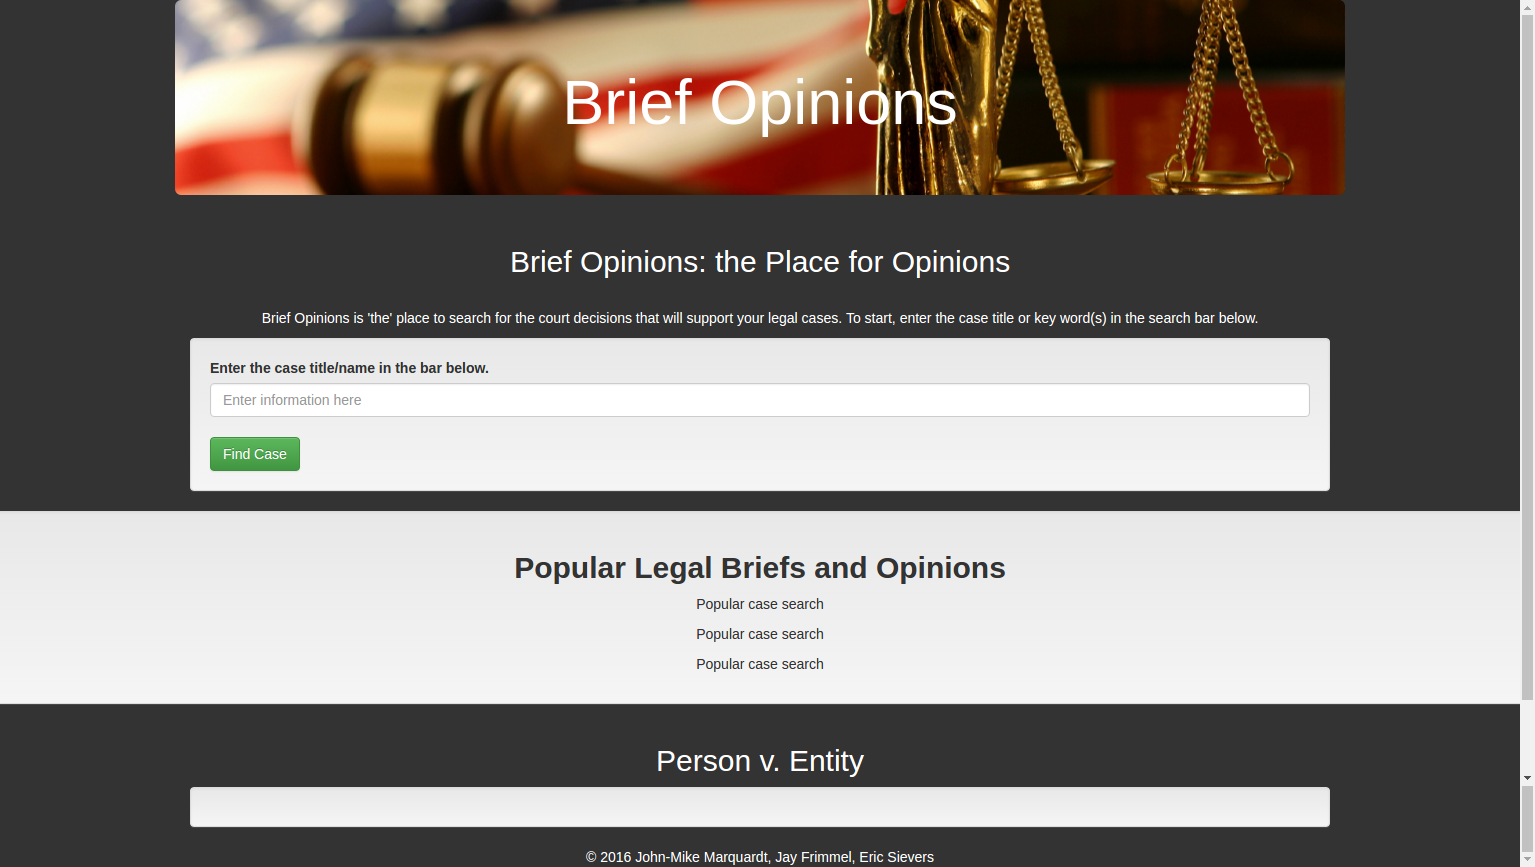 Brief Opinions
Brief Opinions: the Place for Opinions
Brief Opinions is 'the' place to search for the court decisions that will support your legal cases. To start, enter the case title or key word(s) in the search bar below.
Enter the case title/name in the bar below.
Enter information here
Find Case
Popular Legal Briefs and Opinions
Popular case search
Popular case search
Popular case search
Person v. Entity
© 2016 John-Mike Marquardt, Jay Frimmel, Eric Sievers